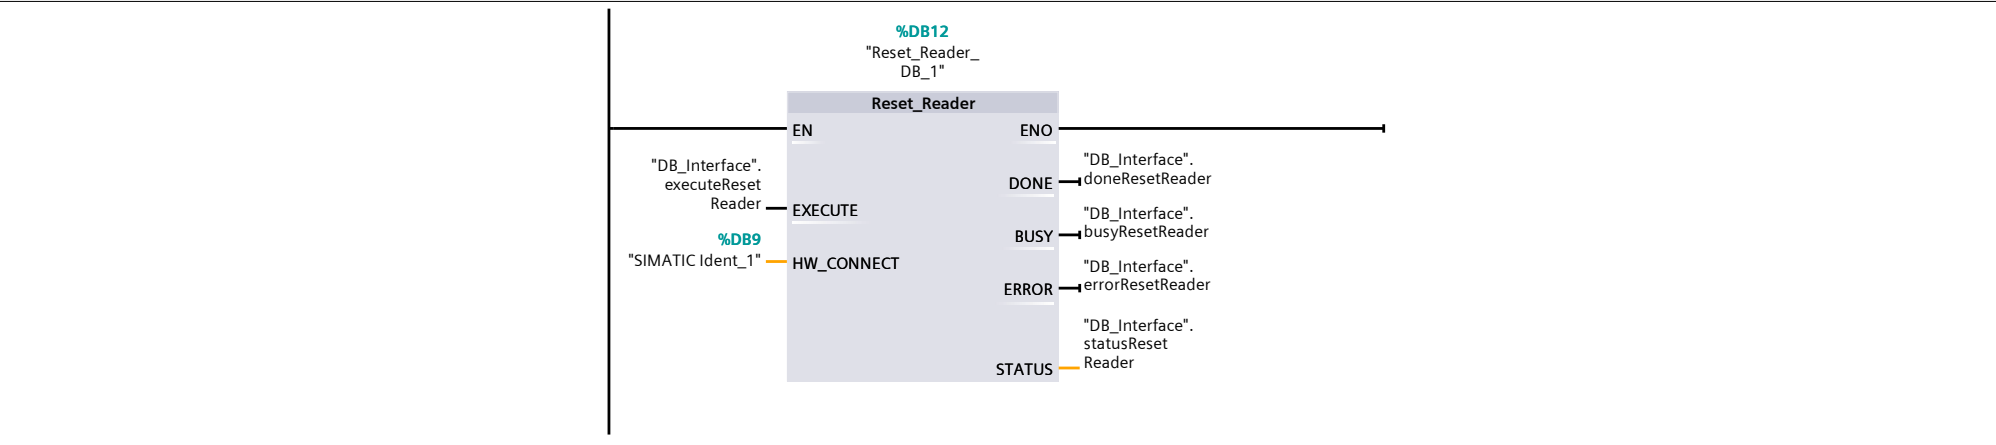 %DB12
"Reset_Reader_
DB_1"
Reset_Reader
EN
ENO
"DB_Interface".
executeReset
Reader
EXECUTE
%DB9
"SIMATIC Ident_1"
HW_CONNECT
DONE
"DB_Interface".
doneResetReader
BUSY
"DB_Interface".
busyResetReader
ERROR
"DB_Interface".
errorResetReader
STATUS
"DB_Interface".
statusReset
Reader